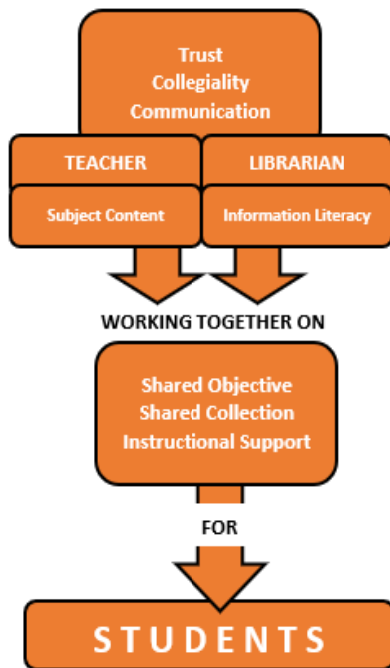 Trust
Collegiality
Communication
TEACHER
LIBRARIAN
Subject Content
Information Literacy
WORKING TOGETHER ON
Shared Objective
Shared Collection
Instructional Support
FOR
STUDENTS